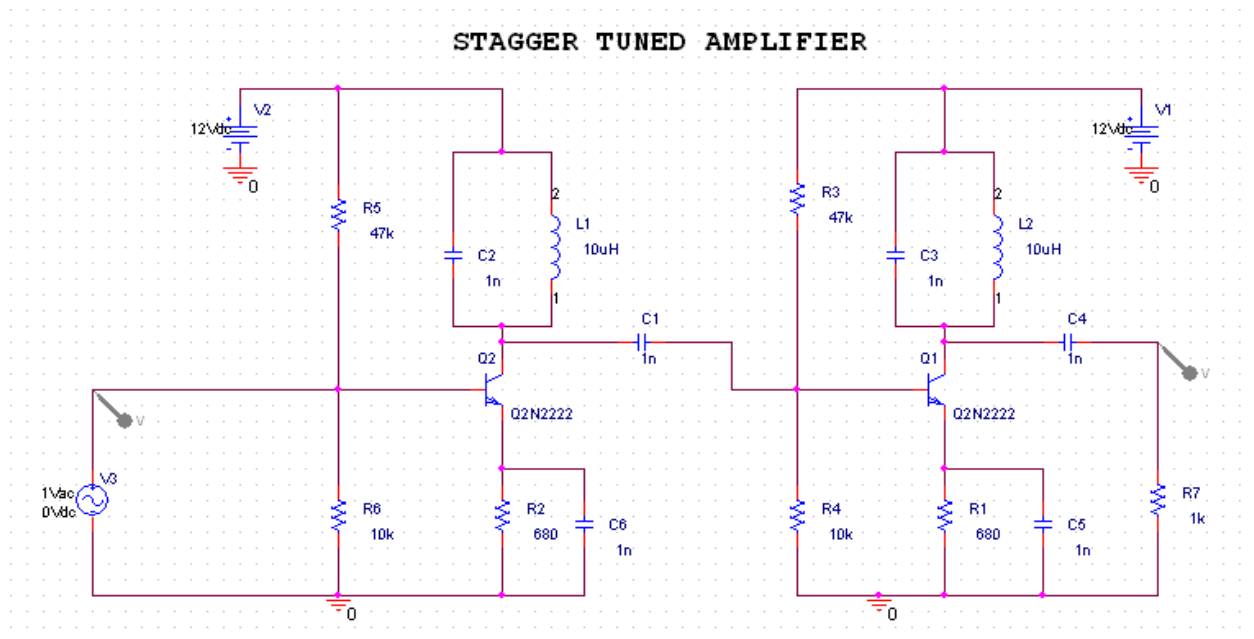 STAGGER TUNED AMPLIFIER
V2
12Vdc
+
-
0
R5
47k
C2
1n
2
L1
10uH
1
C1
1n
Q2
Q2N2222
V
V3
1Vac
0Vdc
R6
10k
R2
680
C6
1n
0
V1
12Vdc
+
-
0
R3
47k
C3
1n
2
L2
10uH
1
C4
1n
Q1
Q2N2222
V
R4
10k
R1
680
C5
1n
R7
1k
0